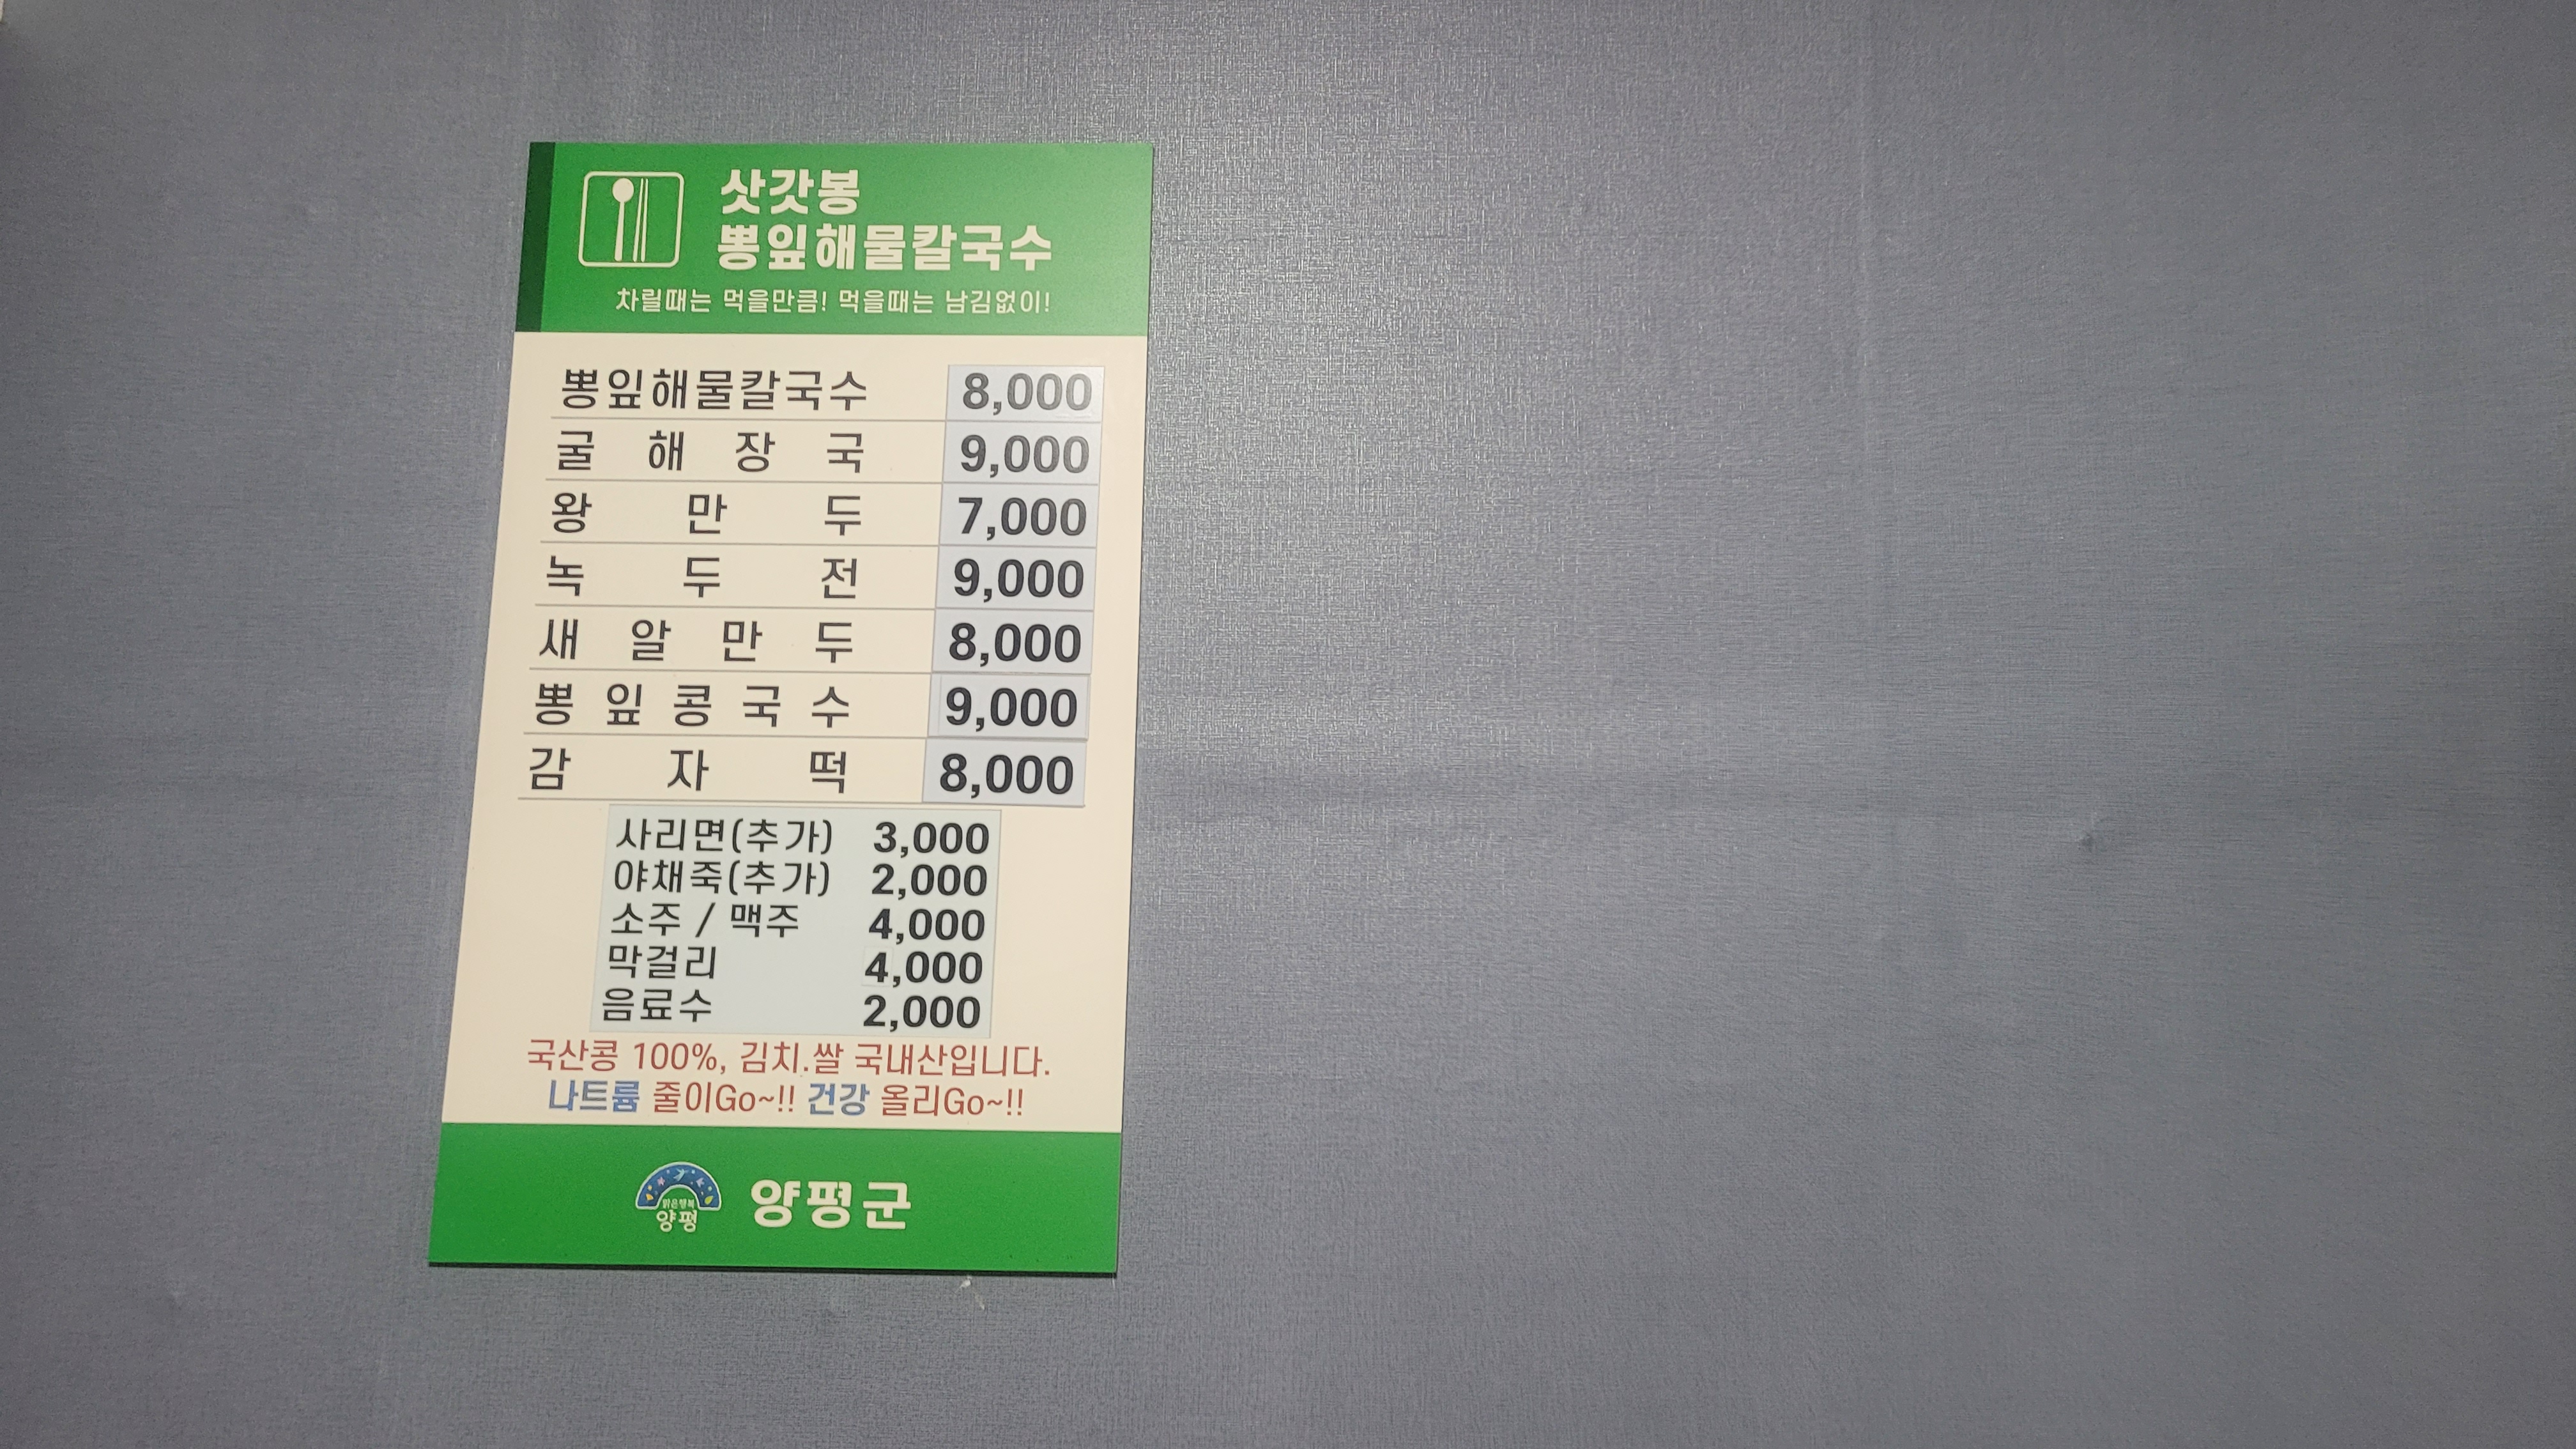 삿갓봉
뽕잎해물칼국수
차릴때는 먹을만큼! 먹을때는 남김없이!
뽕잎해물칼국수 8,000
굴해장국 9,000
왕만두 7,000
녹두전 9,000
새알만두 8,000
뽕잎콩국수 9,000
감자떡 8,000
사리면(추가) 3,000
야채죽(추가) 2,000
소주 / 맥주 4,000
막걸리 4,000
음료수 2,000
국산콩 100%, 김치.쌀 국내산입니다.
나트륨 줄이Go~!! 건강 올리Go~!!
맑은행복
양평
양평군